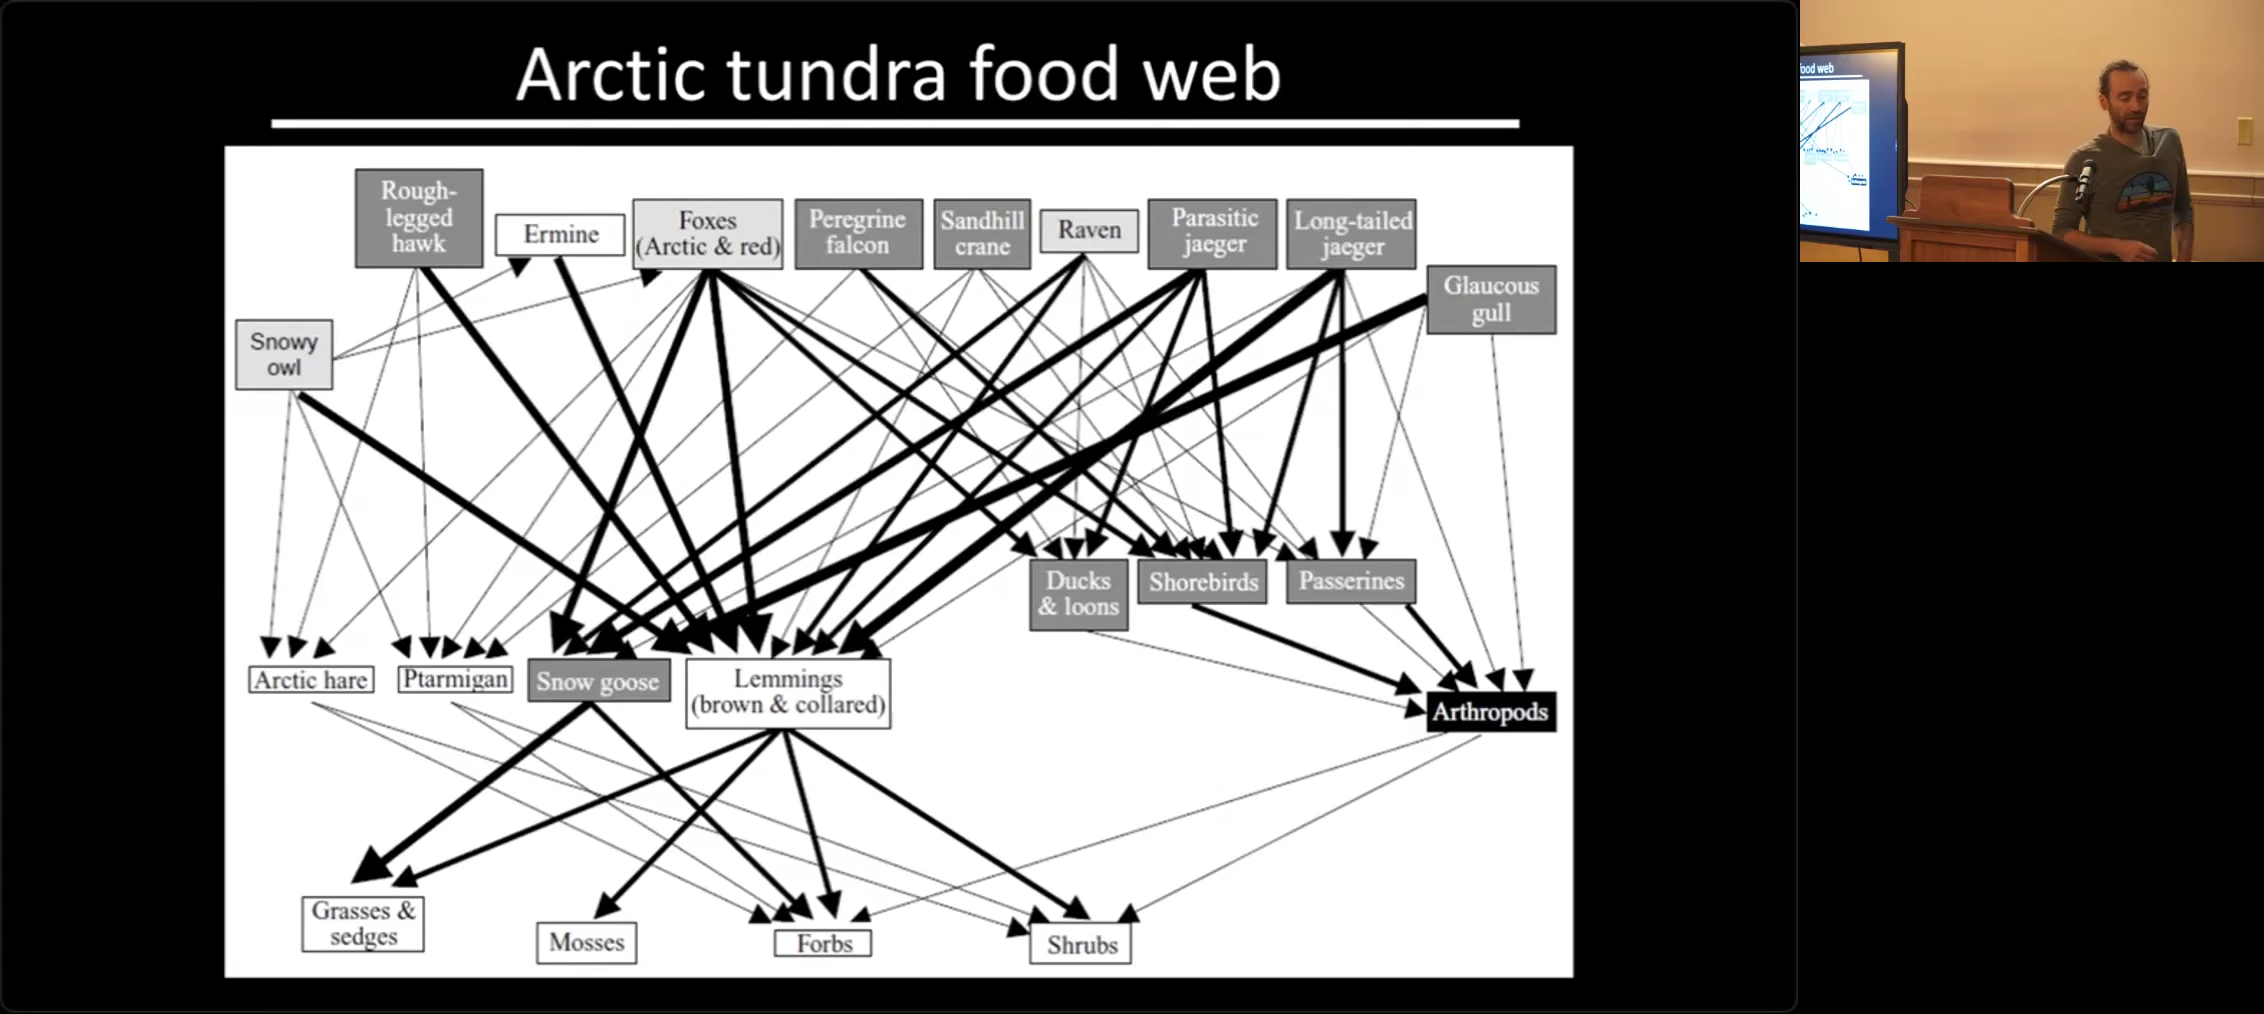 Arctic tundra food web
food web
Rough-
legged
hawk
Ermine
Foxes
(Arctic & red)
Peregrine
falcon
Sandhill
crane
Raven
Parasitic
jaeger
Long-tailed
jaeger
Glaucous
gull
Snowy
owl
Ducks
& loons
Shorebirds
Passerines
Arctic hare
Ptarmigan
Snow goose
Lemmings
(brown & collared)
Arthropods
Grasses &
sedges
Mosses
Forbs
Shrubs